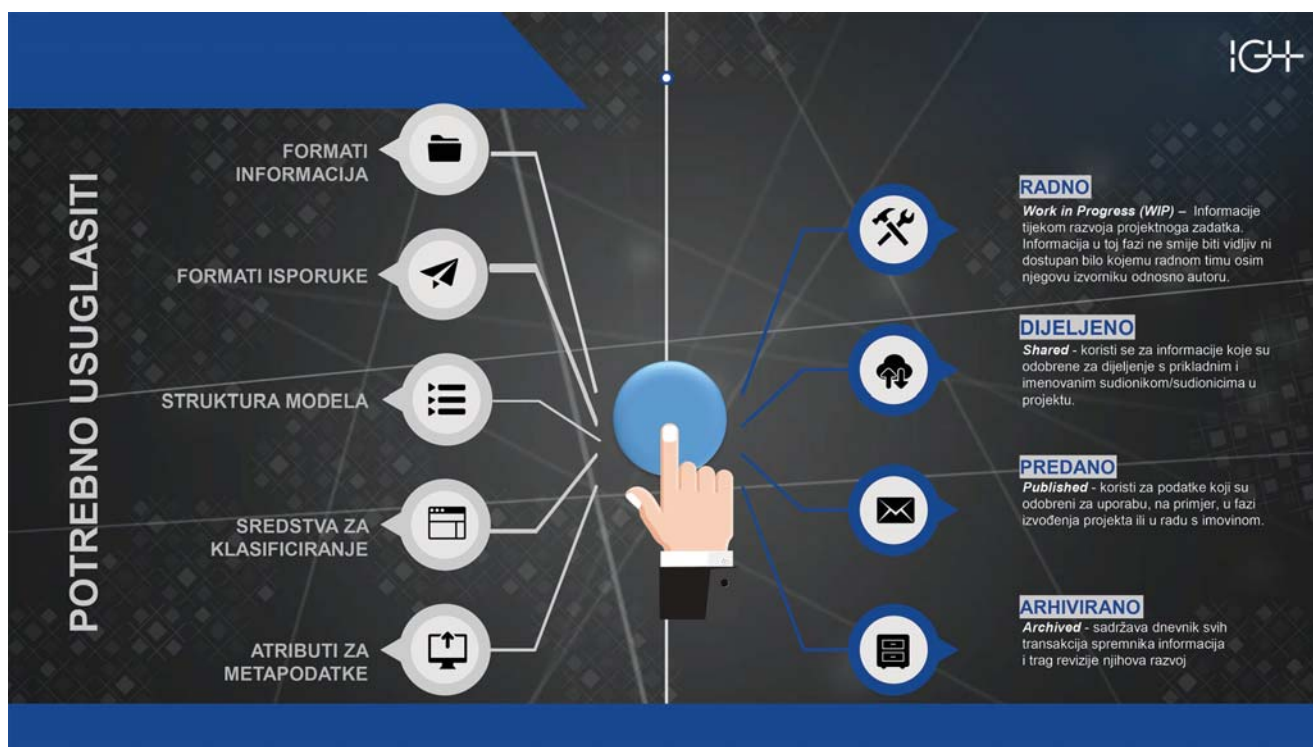 IGH
POTREBNO USUGLASITI
FORMATI
INFORMACIJA
FORMATI ISPORUKE
STRUKTURA MODELA
SREDSTVA ZA
KLASIFICIRANJE
ATRIBUTI ZA
METAPODATKE
RADNO
Work in Progress (WIP) – Informacije
tijekom razvoja projektnoga zadatka.
Informacija u toj fazi ne smije biti vidljiv ni
dostupan bilo kojemu radnom timu osim
njegovu izvorniku odnosno autoru.
DIJELJENO
Shared - koristi se za informacije koje su
odobrene za dijeljenje s prikladnim i
imenovanim sudionikom/sudionicima u
projektu.
PREDANO
Published - koristi za podatke koji su
odobreni za uporabu, na primjer, u fazi
izvođenja projekta ili u radu s imovinom.
ARHIVIRANO
Archived - sadržava dnevnik svih
transakcija spremnika informacija
i trag revizije njihova razvoj